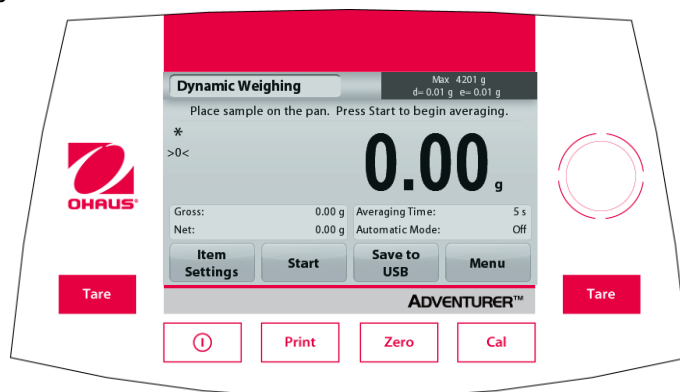 Dynamic Weighing
Max 4201 g
d= 0.01 g e= 0.01 g
Place sample on the pan. Press Start to begin averaging.
*
>0<
0.00 g
OHAUS®
Gross: 0.00 g Averaging Time: 5 s
Net: 0.00 g Automatic Mode: Off
Item Settings
Start
Save to USB
Menu
Tare
ADVENTURER™
Tare
Print
Zero
Cal